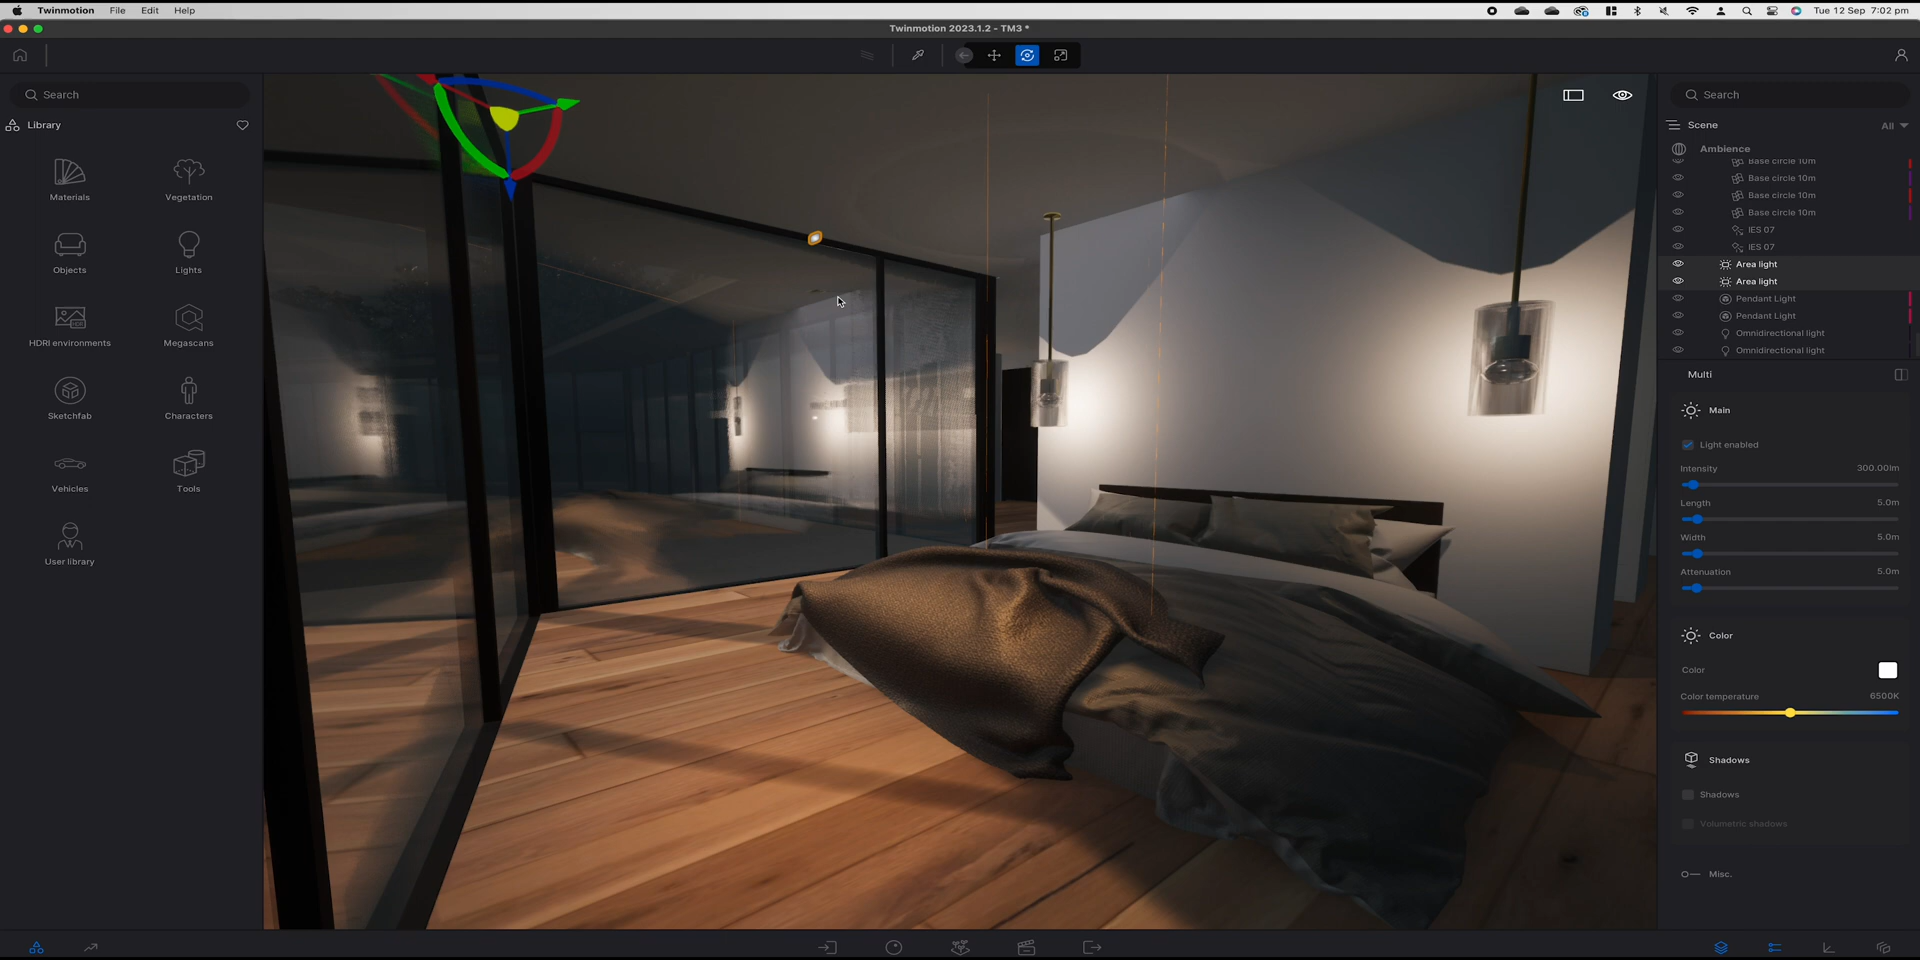 Twinmotion File Edit Help Tue 12 Sep 7:02 pm
Twinmotion 2023.1.2 - TM3 *
Search
Library
Materials Vegetation
Objects Lights
HDRI environments Megascans
Sketchfab Characters
Vehicles Tools
User library
Search
Scene All
Ambience
Base circle 10m
Base circle 10m
Base circle 10m
Base circle 10m
IES 07
IES 07
Area light
Area light
Pendant Light
Pendant Light
Omnidirectional light
Omnidirectional light
Multi
Main
Light enabled
Intensity 300.00lm
Length 5.0m
Width 5.0m
Attenuation 5.0m
Color
Color
Color temperature 6500K
Shadows
Shadows
Volumetric shadows
Misc.